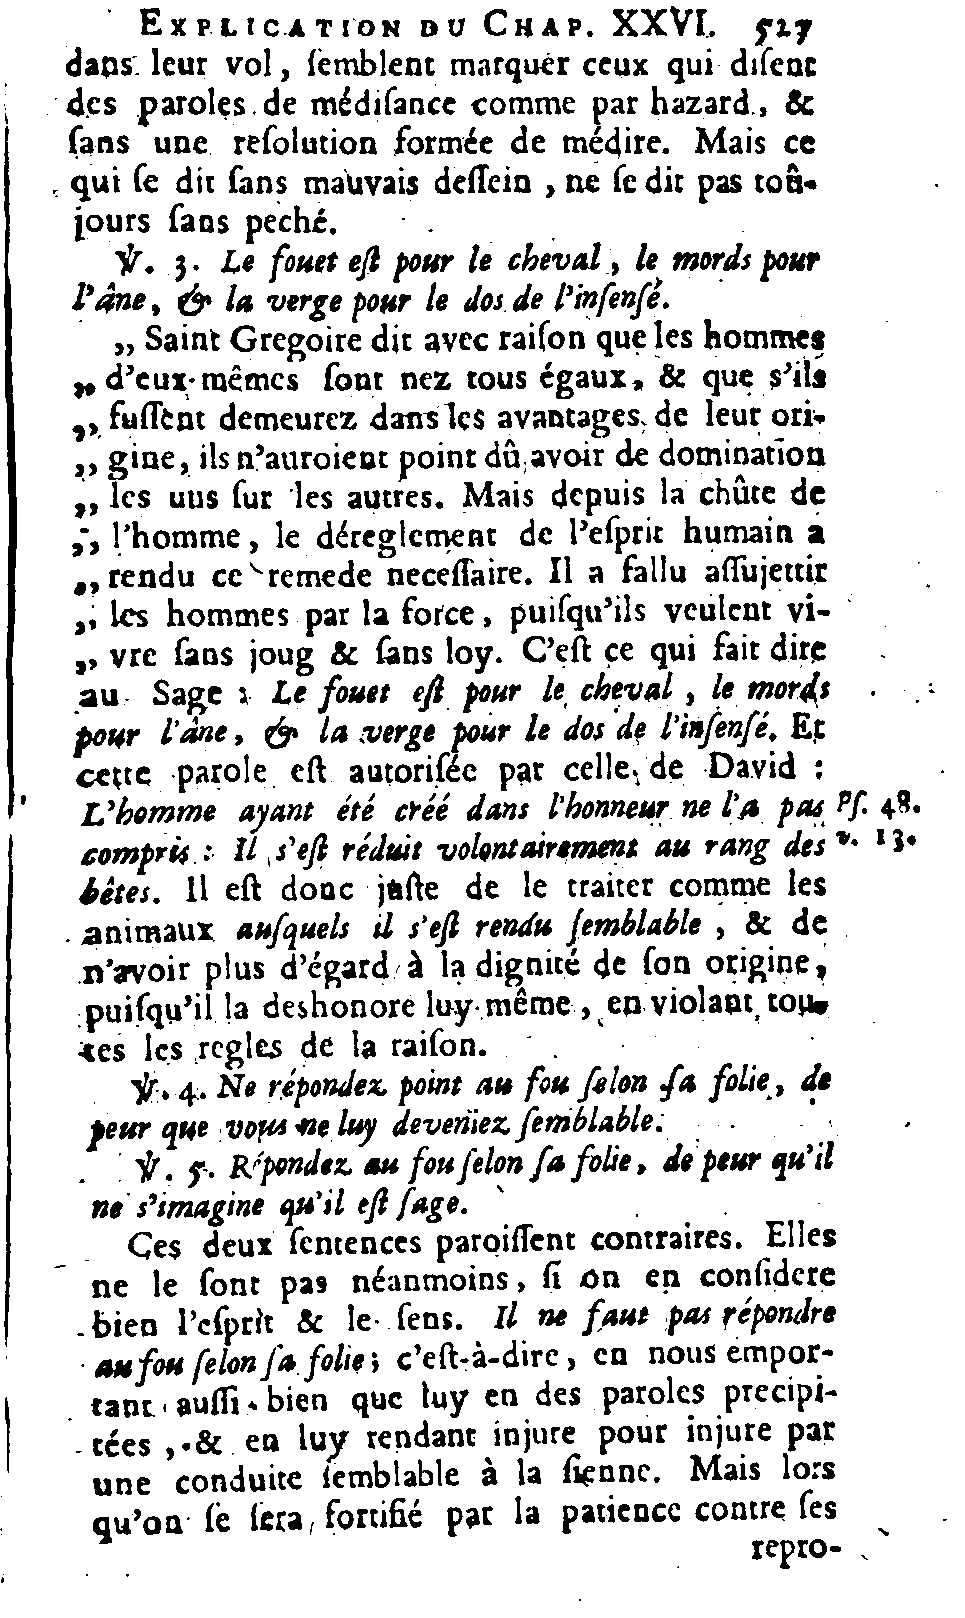 EXPLICATION DU CHAP. XXVI. 527
dans leur vol, ſemblent marquer ceux qui diſent
des paroles de médiſance comme par hazard, &
ſans une reſolution formée de médire. Mais ce
qui ſe dit ſans mauvais deſſein, ne ſe dit pas toû-
jours ſans peché.
℣. 3. Le fouet eſt pour le cheval, le mords pour
l'âne, & la verge pour le dos de l'inſenſé.
„ Saint Gregoire dit avec raiſon que les hommes
„ d'eux-mêmes ſont nez tous égaux, & que s'ils
„ fuſſent demeurez dans les avantages de leur ori-
„ gine, ils n'auroient point dû avoir de domination
„ les uns ſur les autres. Mais depuis la chûte de
„ l'homme, le déreglement de l'eſprit humain a
„ rendu ce remede neceſſaire. Il a fallu aſſujettir
„ les hommes par la force, puiſqu'ils veulent vi-
„ vre ſans joug & ſans loy. C'eſt ce qui fait dire
au Sage : Le fouet eſt pour le cheval, le mords
pour l'âne, & la verge pour le dos de l'inſenſé. Et
cette parole eſt autoriſée par celle de David :
L'homme ayant été créé dans l'honneur ne l'a pas Pſ. 48.
compris : Il s'eſt réduit volontairement au rang des v. 13.
bêtes. Il eſt donc juſte de le traiter comme les
animaux auſquels il s'eſt rendu ſemblable, & de
n'avoir plus d'égard à la dignité de ſon origine,
puiſqu'il la deshonore luy-même, en violant tou-
tes les regles de la raiſon.
℣. 4. Ne répondez point au fou ſelon ſa folie, de
peur que vous ne luy deveniez ſemblable.
℣. 5. Répondez au fou ſelon ſa folie, de peur qu'il
ne s'imagine qu'il eſt ſage.
Ces deux ſentences paroiſſent contraires. Elles
ne le ſont pas néanmoins, ſi on en conſidere
bien l'eſprit & le ſens. Il ne faut pas répondre
au fou ſelon ſa folie; c'eſt-à-dire, en nous empor-
tant auſſi-bien que luy en des paroles precipi-
tées, & en luy rendant injure pour injure par
une conduite ſemblable à la ſienne. Mais lors
qu'on ſe ſera fortifié par la patience contre ſes
repro-